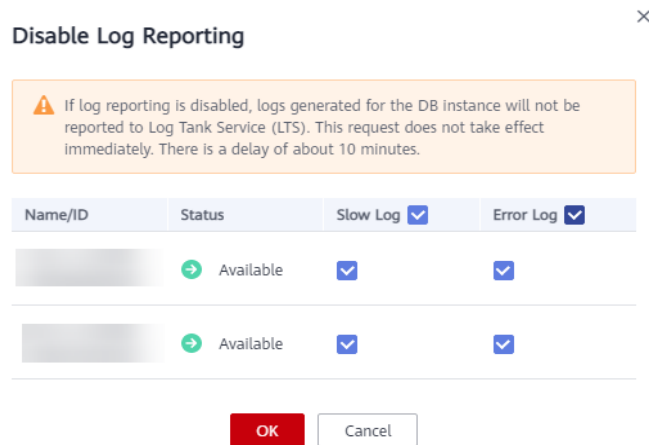 Disable Log Reporting
If log reporting is disabled, logs generated for the DB instance will not be
reported to Log Tank Service (LTS). This request does not take effect
immediately. There is a delay of about 10 minutes.
Name/ID Status Slow Log Error Log
Available
Available
OK Cancel